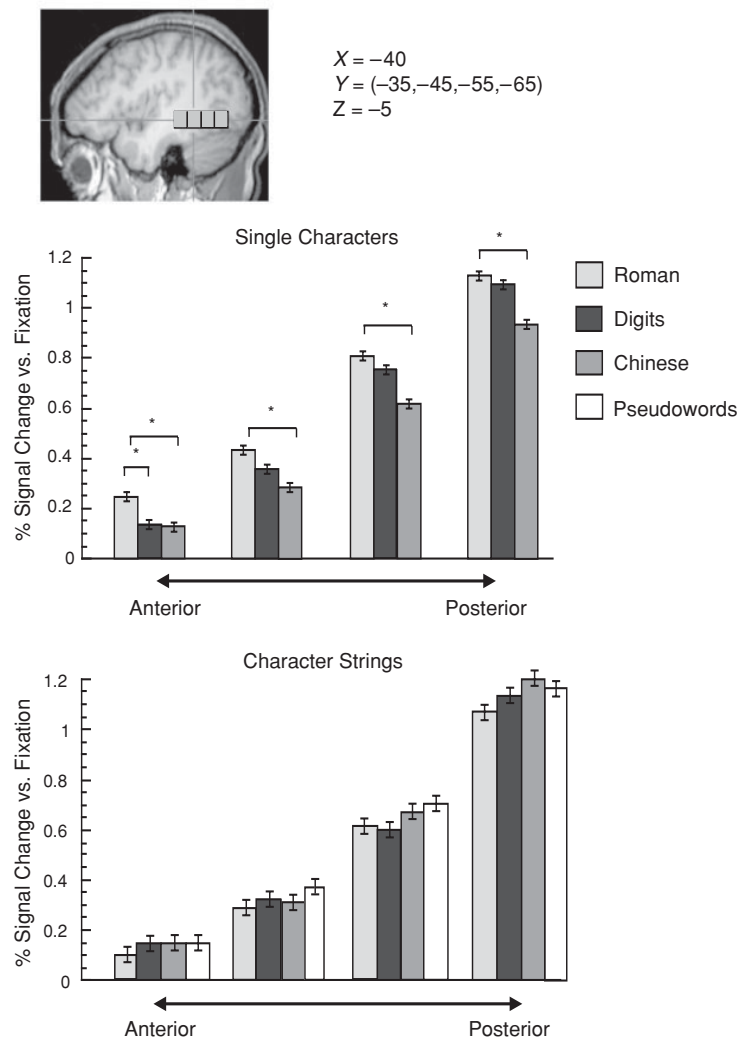 X = –40
Y = (–35,–45,–55,–65)
Z = –5
Single Characters
% Signal Change vs. Fixation
1.2
1
0.8
0.6
0.4
0.2
0
*
*
*
*
*
Roman
Digits
Chinese
Pseudowords
Anterior
Posterior
Character Strings
% Signal Change vs. Fixation
1.2
1
0.8
0.6
0.4
0.2
0
Anterior
Posterior